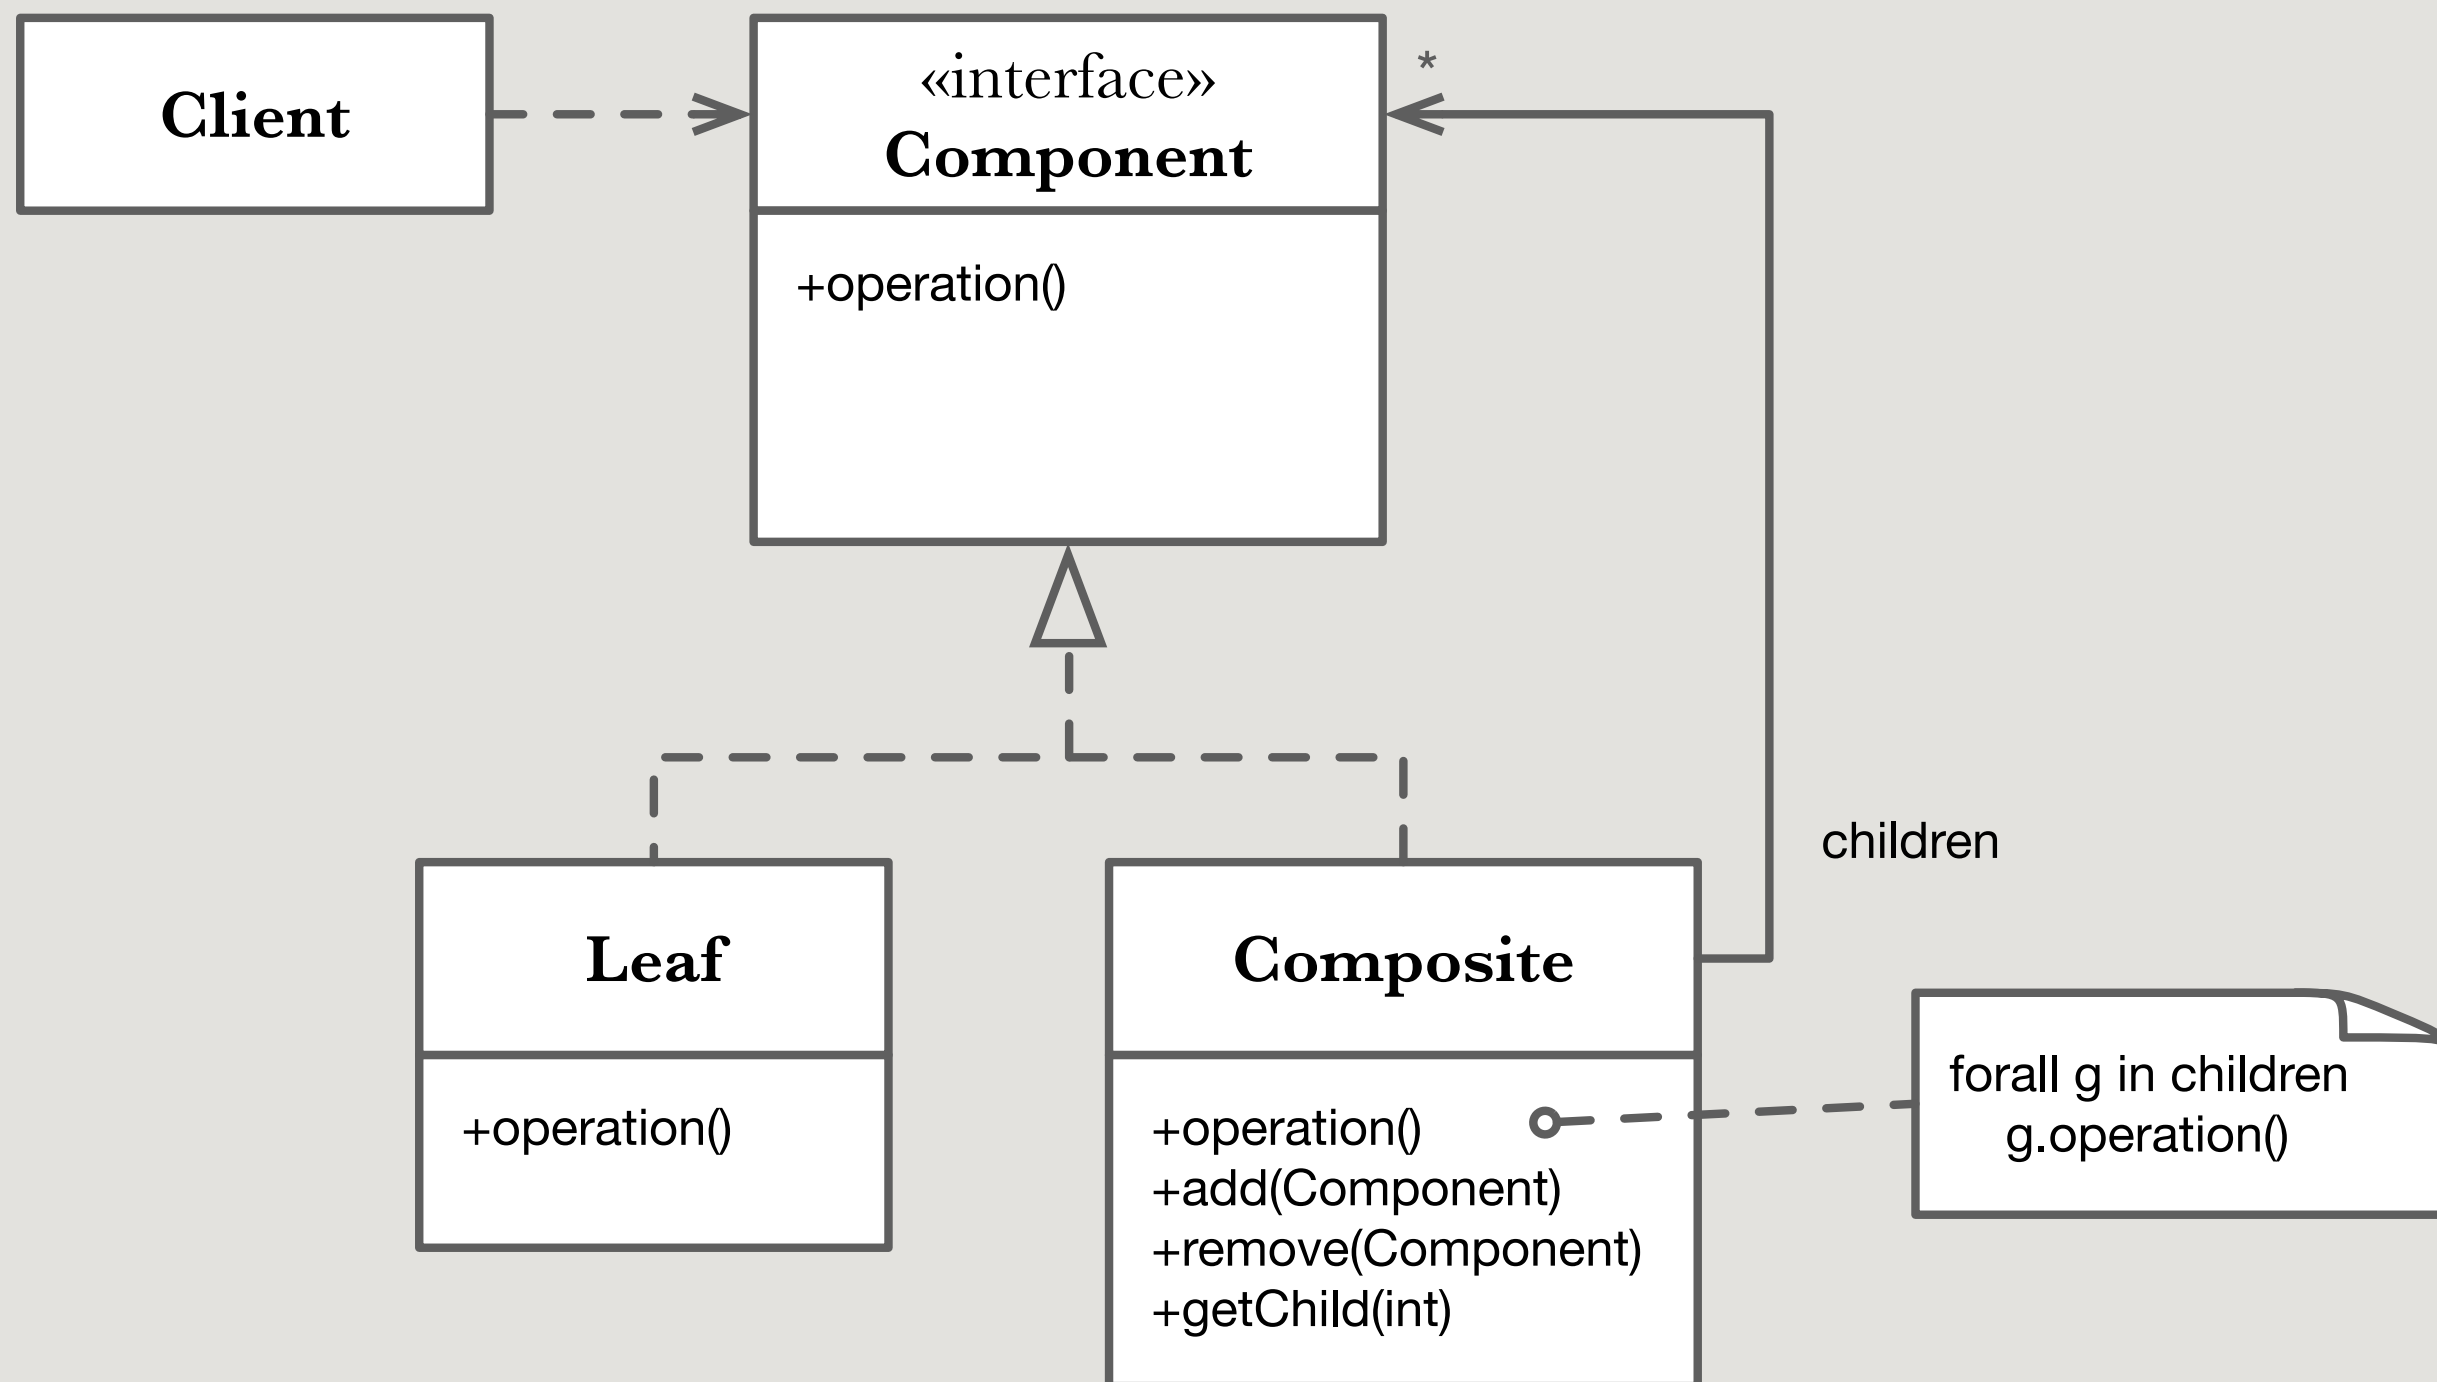 Client
«interface»
Component
*
+operation()
children
Leaf
+operation()
Composite
+operation()
+add(Component)
+remove(Component)
+getChild(int)
forall g in children
g.operation()